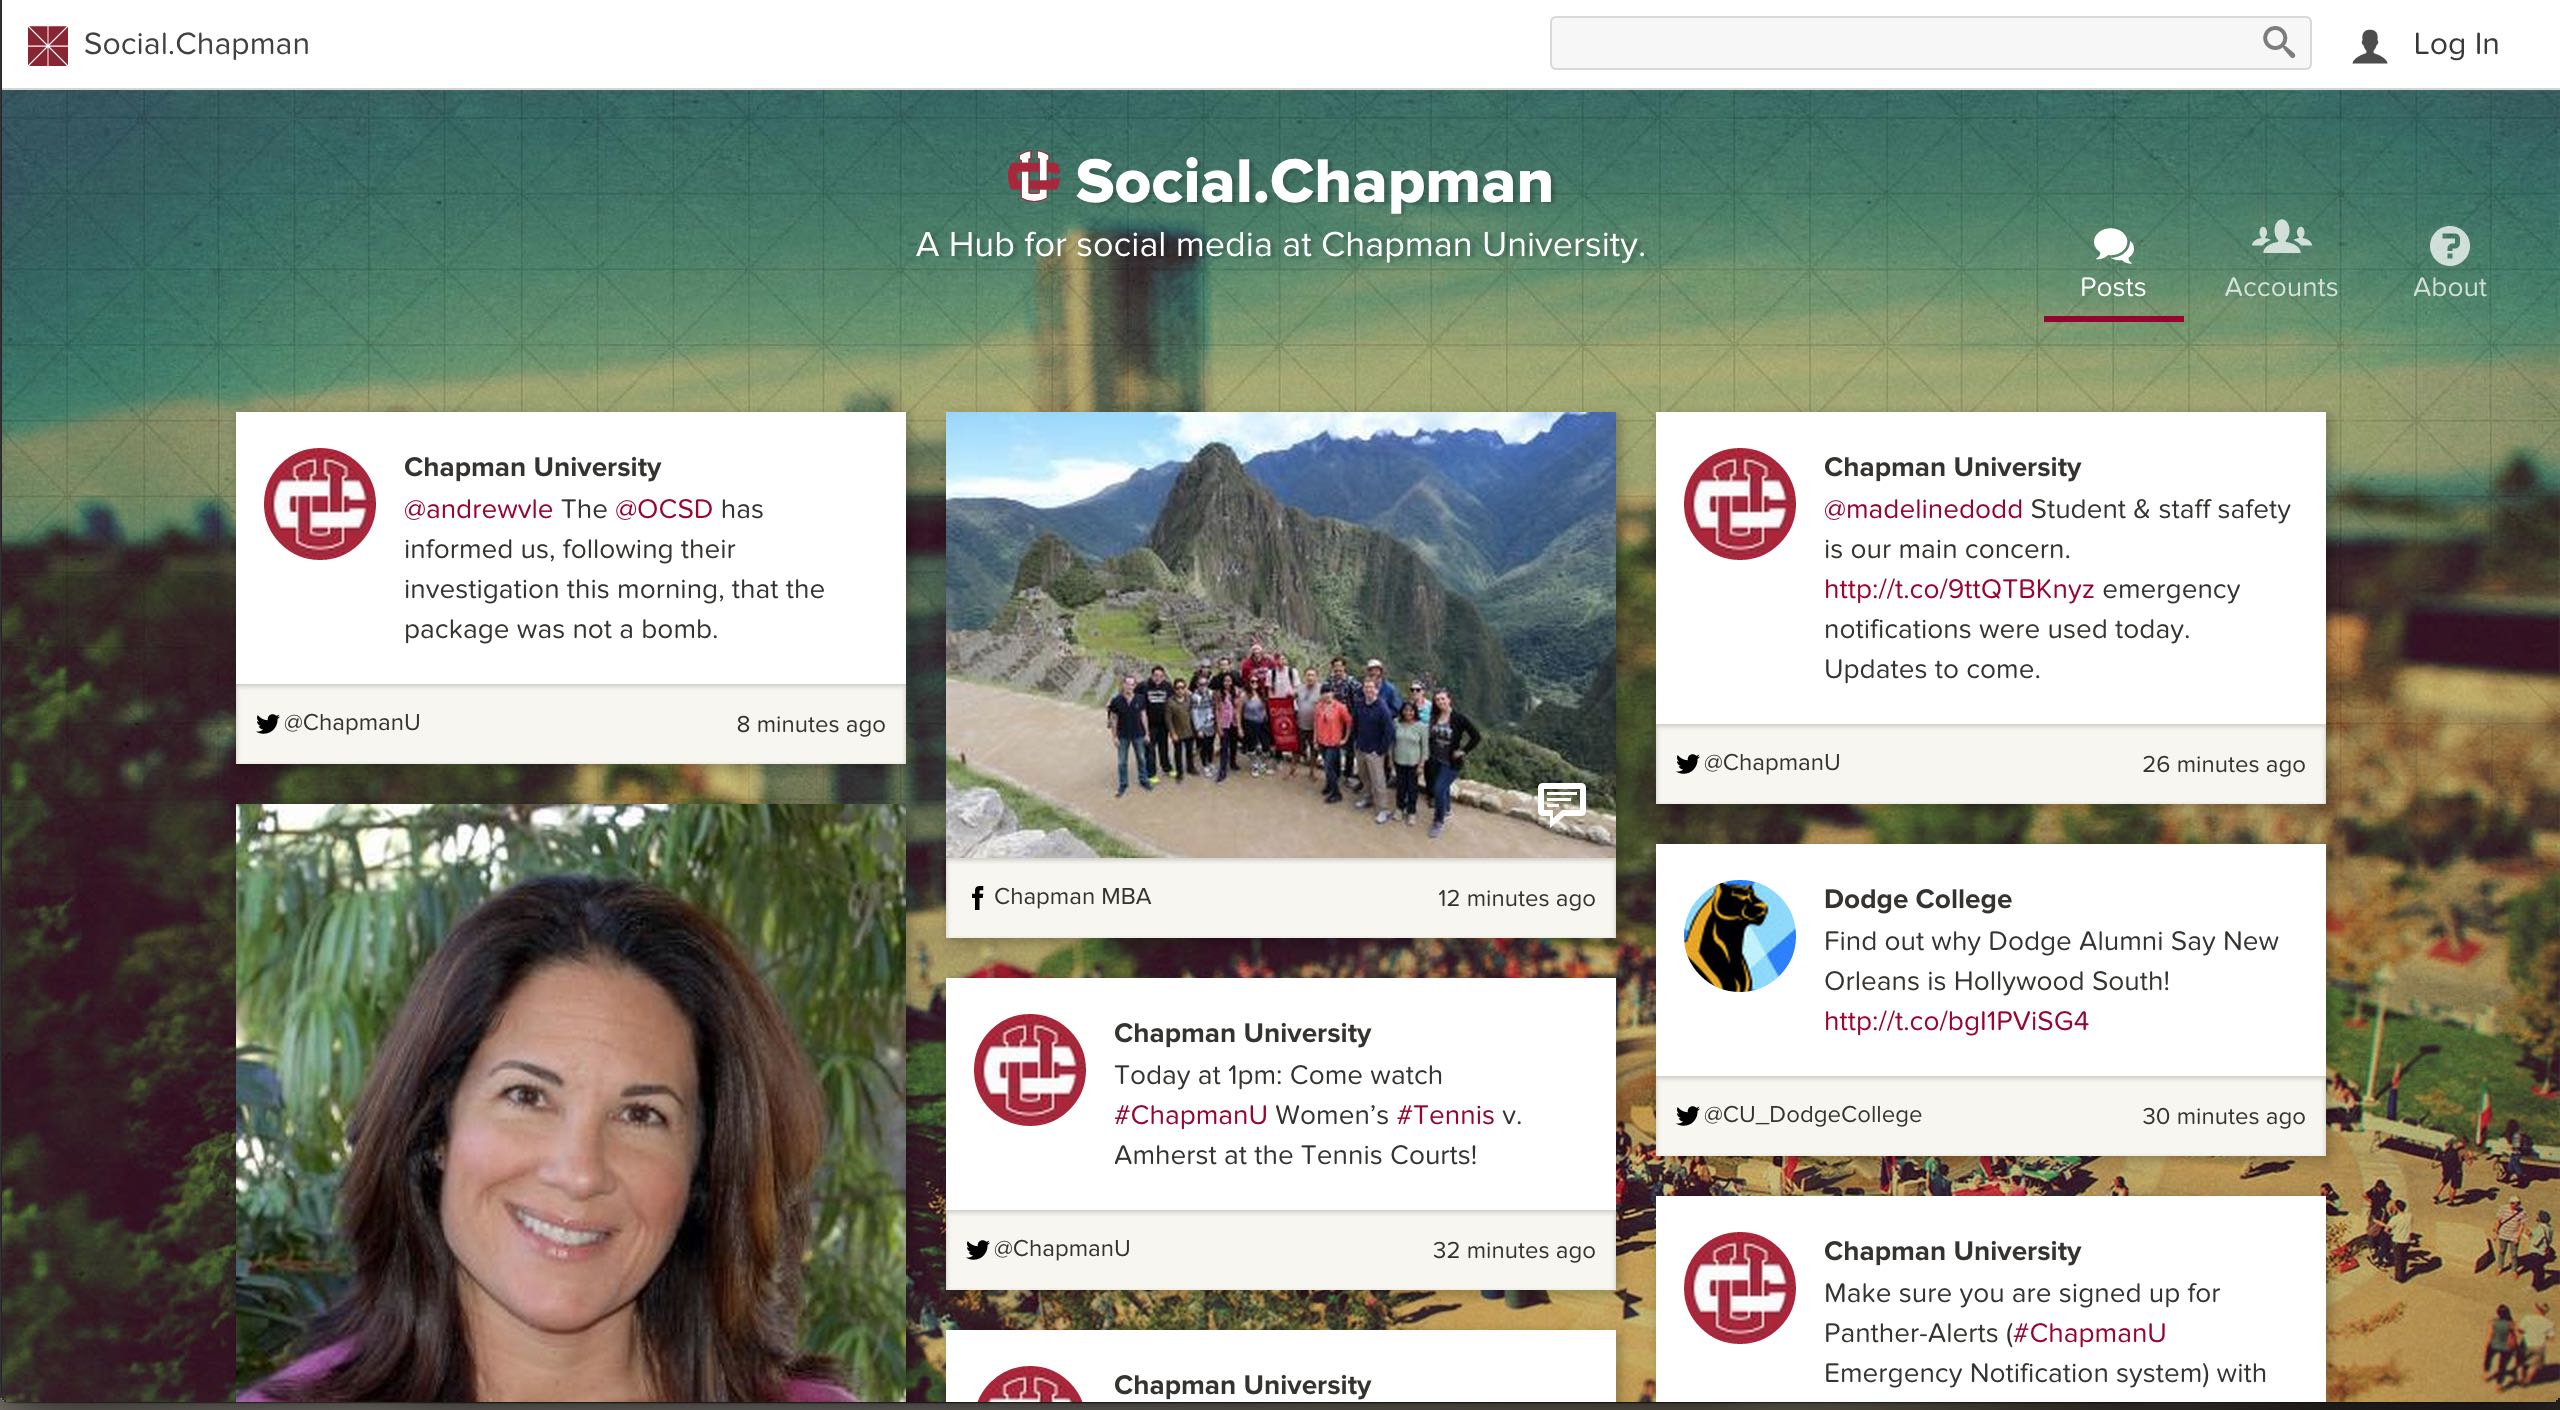 Social.Chapman
Log In
Social.Chapman
A Hub for social media at Chapman University.
Posts
Accounts
About
Chapman University
@andrewvle The @OCSD has
informed us, following their
investigation this morning, that the
package was not a bomb.
@ChapmanU
8 minutes ago
Chapman MBA
12 minutes ago
Chapman University
Today at 1pm: Come watch
#ChapmanU Women’s #Tennis v.
Amherst at the Tennis Courts!
@ChapmanU
32 minutes ago
Chapman University
Chapman University
@madelinedodd Student & staff safety
is our main concern.
http://t.co/9ttQTBKnyz emergency
notifications were used today.
Updates to come.
@ChapmanU
26 minutes ago
Dodge College
Find out why Dodge Alumni Say New
Orleans is Hollywood South!
http://t.co/bgI1PViSG4
@CU_DodgeCollege
30 minutes ago
Chapman University
Make sure you are signed up for
Panther-Alerts (#ChapmanU
Emergency Notification system) with